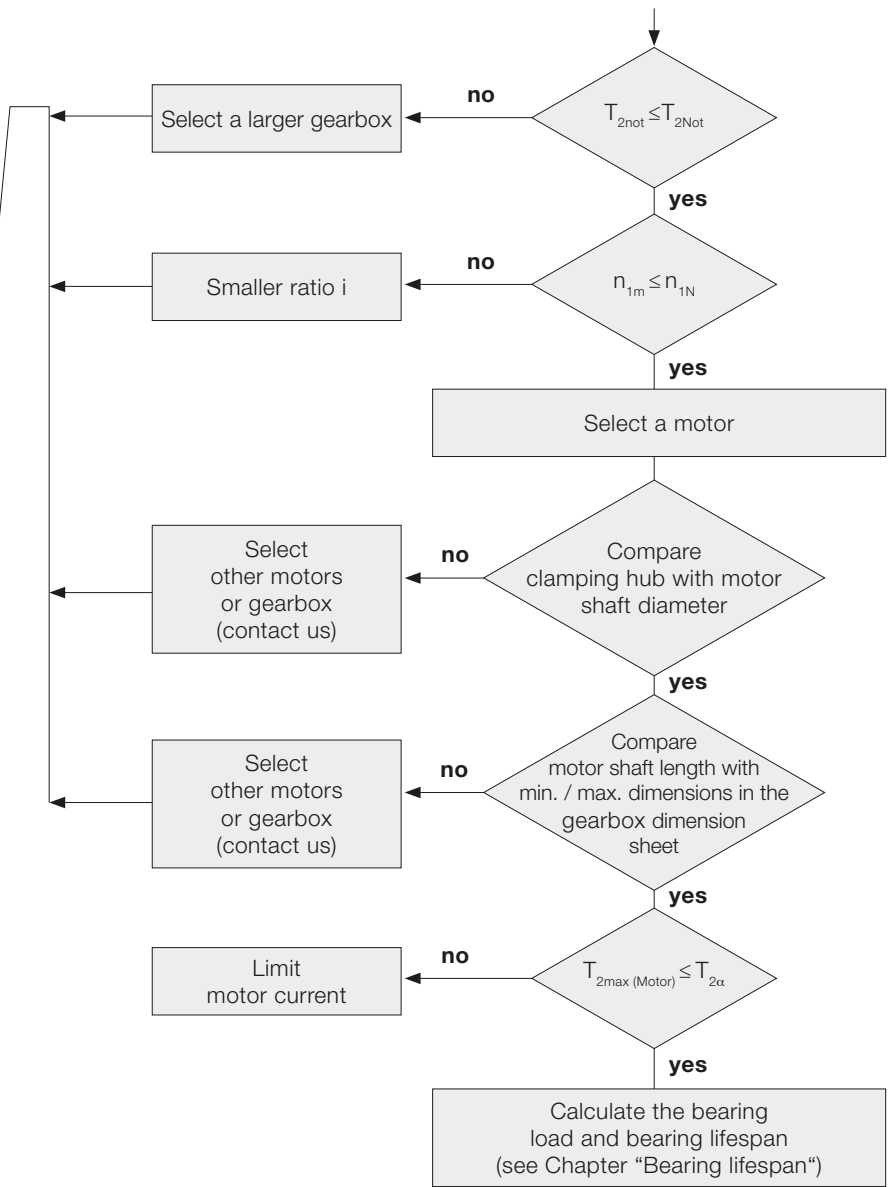 T2not ≤ T2Not
no
Select a larger gearbox
yes
n1m ≤ n1N
no
Smaller ratio i
yes
Select a motor
Compare
clamping hub with motor
shaft diameter
no
Select
other motors
or gearbox
(contact us)
yes
Compare
motor shaft length with
min. / max. dimensions in the
gearbox dimension
sheet
no
Select
other motors
or gearbox
(contact us)
yes
T2max (Motor) ≤ T2α
no
Limit
motor current
yes
Calculate the bearing
load and bearing lifespan
(see Chapter “Bearing lifespan“)